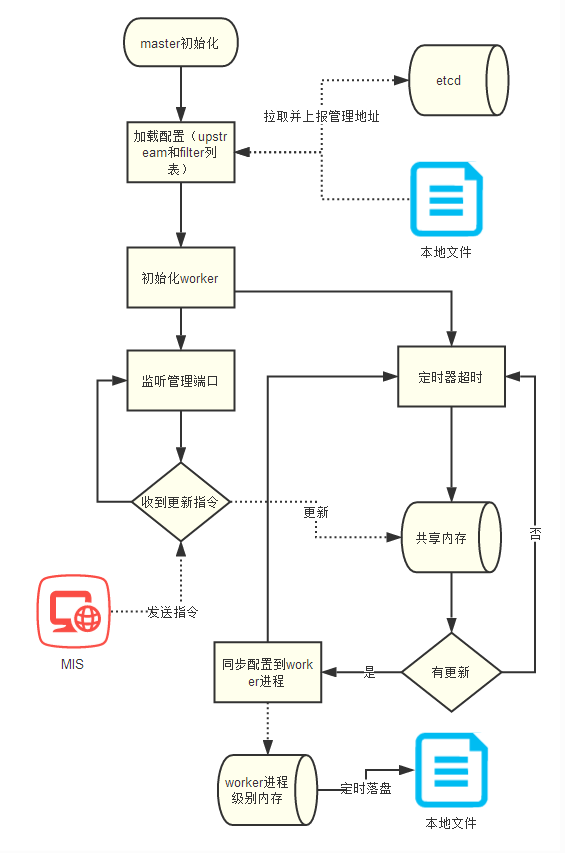 master初始化
etcd
拉取并上报管理地址
加载配置（upstr
eam和filter列
表）
本地文件
初始化worker
监听管理端口
定时器超时
收到更新指令
更新
共享内存
否
发送指令
MIS
同步配置到work
er进程
是
有更新
worker进程
级别内存
定时落盘
本地文件